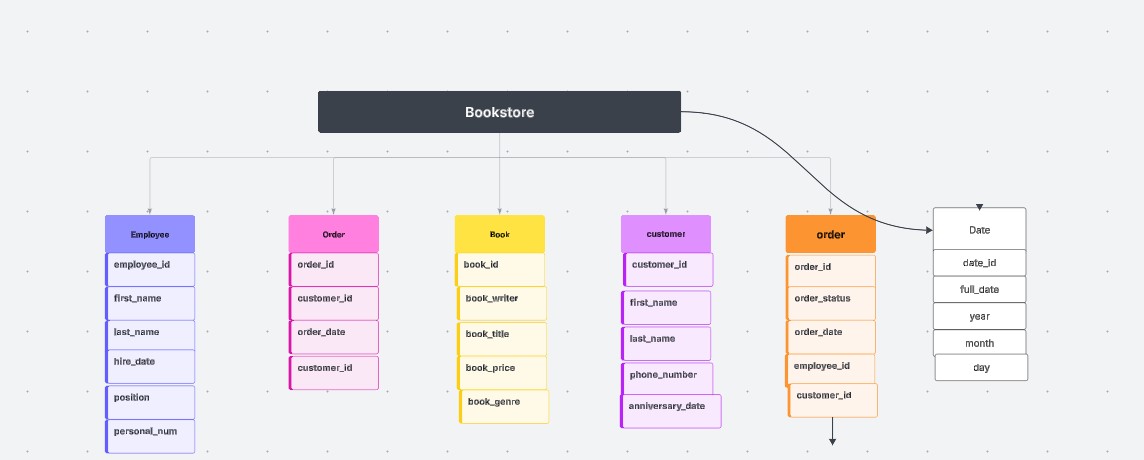 Bookstore
Employee
employee_id
first_name
last_name
hire_date
position
personal_num
Order
order_id
customer_id
order_date
customer_id
Book
book_id
book_writer
book_title
book_price
book_genre
customer
customer_id
first_name
last_name
phone_number
anniversary_date
order
order_id
order_status
order_date
employee_id
customer_id
Date
date_id
full_date
year
month
day